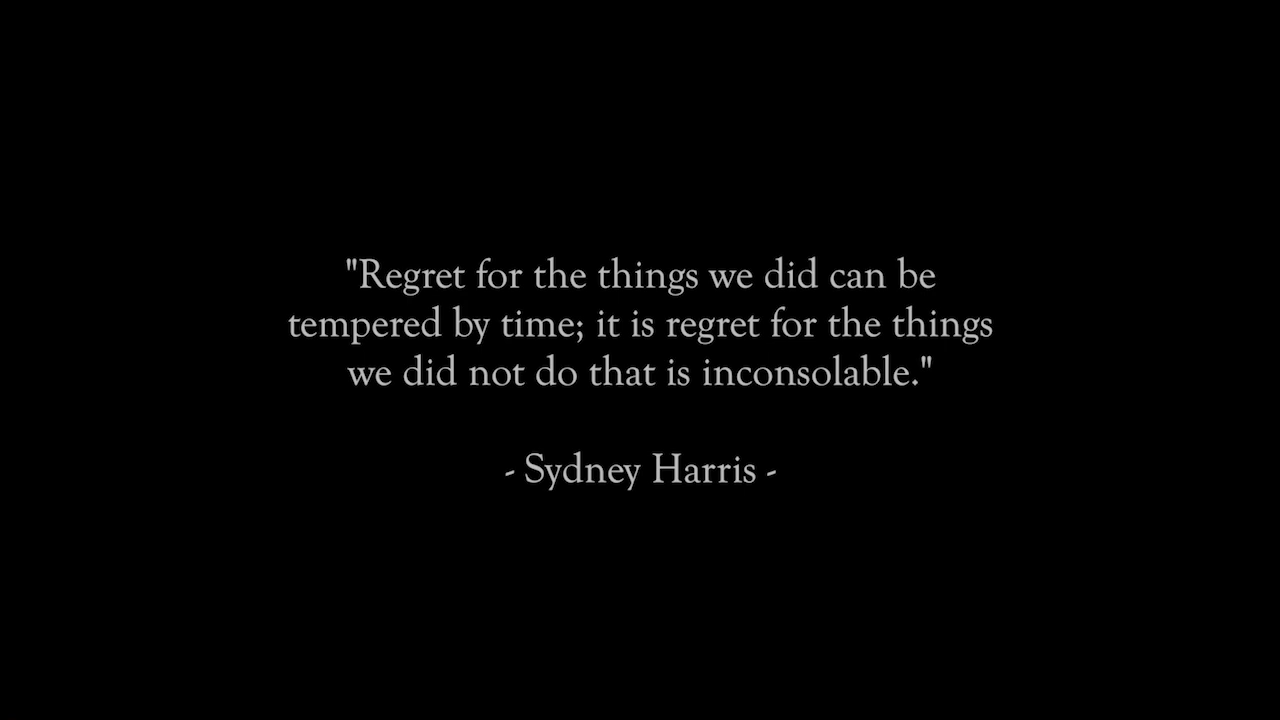 "Regret for the things we did can be
tempered by time; it is regret for the things
we did not do that is inconsolable."
- Sydney Harris -